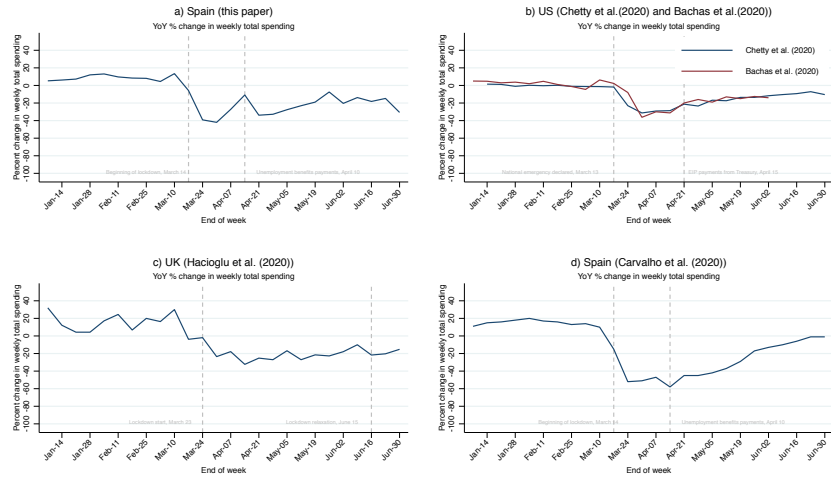 a) Spain (this paper)
YoY % change in weekly total spending
Percent change in weekly total spending
40
20
0
-20
-40
-60
-80
-100
Beginning of lockdown, March 14
Unemployment benefits payments, April 10
Jan-14
Jan-28
Feb-11
Feb-25
Mar-10
Mar-24
Apr-07
Apr-21
May-05
May-19
Jun-02
Jun-16
Jun-30
End of week
b) US (Chetty et al.(2020) and Bachas et al.(2020))
YoY % change in weekly total spending
Chetty et al. (2020)
Bachas et al. (2020)
Percent change in weekly total spending
40
20
0
-20
-40
-60
-80
-100
National emergency declared, March 13
EIP payments from Treasury, April 15
Jan-14
Jan-28
Feb-11
Feb-25
Mar-10
Mar-24
Apr-07
Apr-21
May-05
May-19
Jun-02
Jun-16
Jun-30
End of week
c) UK (Hacioglu et al. (2020))
YoY % change in weekly total spending
Percent change in weekly total spending
40
20
0
-20
-40
-60
-80
-100
Lockdown start, March 23
Lockdown relaxation, June 15
Jan-14
Jan-28
Feb-11
Feb-25
Mar-10
Mar-24
Apr-07
Apr-21
May-05
May-19
Jun-02
Jun-16
Jun-30
End of week
d) Spain (Carvalho et al. (2020))
YoY % change in weekly total spending
Percent change in weekly total spending
40
20
0
-20
-40
-60
-80
-100
Beginning of lockdown, March 14
Unemployment benefits payments, April 10
Jan-14
Jan-28
Feb-11
Feb-25
Mar-10
Mar-24
Apr-07
Apr-21
May-05
May-19
Jun-02
Jun-16
Jun-30
End of week